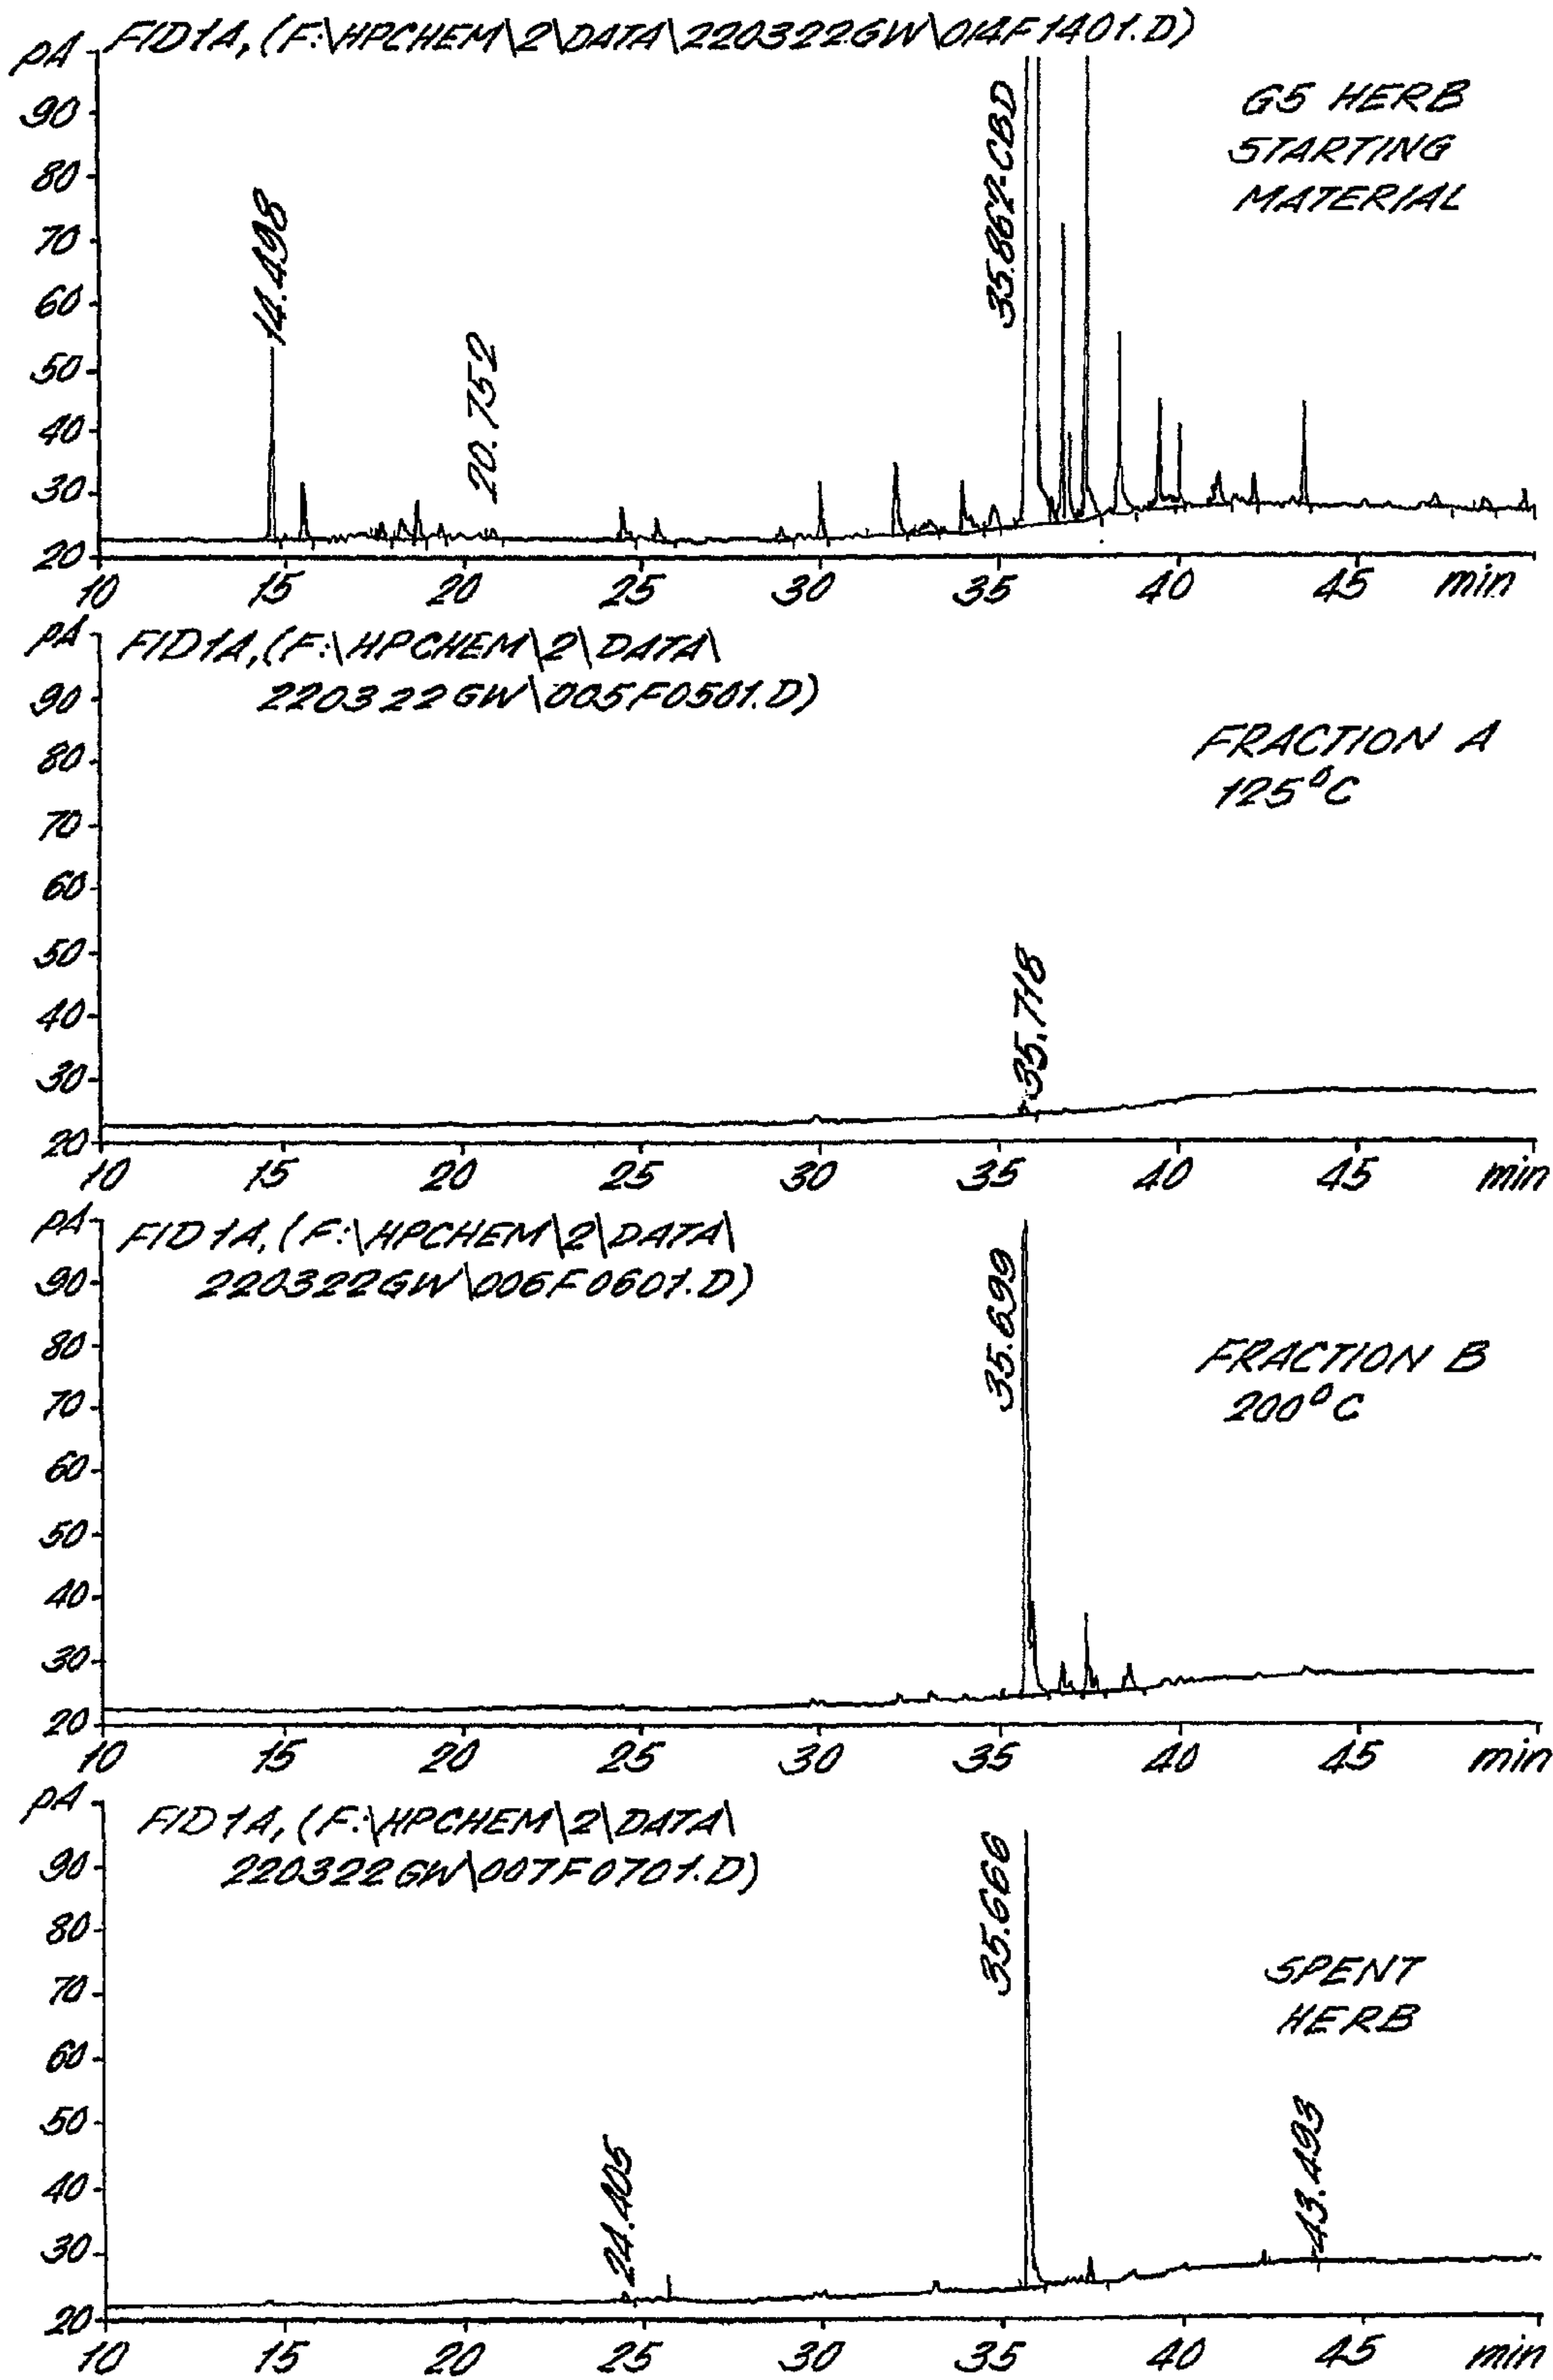 pA FID1A, (F:\HPCHEM\2\DATA\220322GW\014F1401.D)
90
80
70
60
50
40
30
20
14.498
20.752
35.862-CBD
G5 HERB
STARTING
MATERIAL
10 15 20 25 30 35 40 45 min
pA FID1A, (F:\HPCHEM\2\DATA\
220322GW\005F0501.D)
90
80
70
60
50
40
30
20
FRACTION A
125°C
35.718
10 15 20 25 30 35 40 45 min
pA FID1A, (F:\HPCHEM\2\DATA\
220322GW\006F0601.D)
90
80
70
60
50
40
30
20
35.699
FRACTION B
200°C
10 15 20 25 30 35 40 45 min
pA FID1A, (F:\HPCHEM\2\DATA\
220322GW\007F0701.D)
90
80
70
60
50
40
30
20
24.405
35.666
SPENT
HERB
43.493
10 15 20 25 30 35 40 45 min